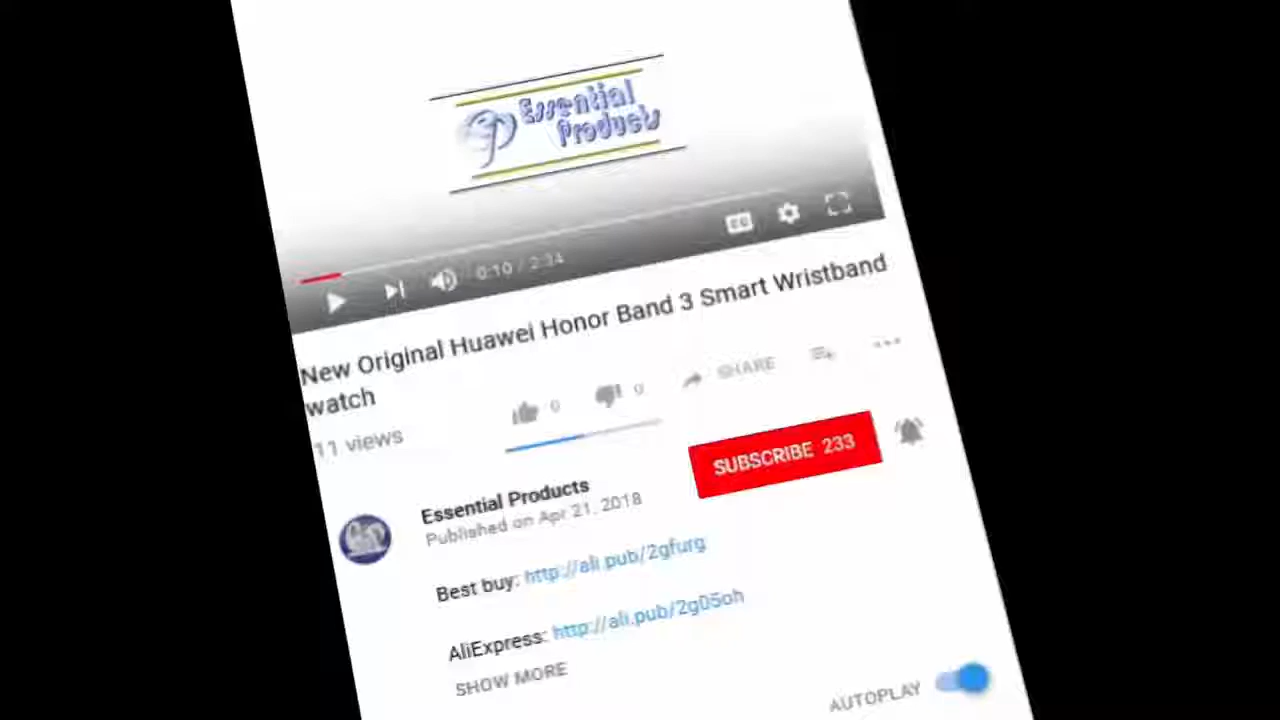 Essential
Products
CC
0:10 / 2:34
New Original Huawei Honor Band 3 Smart Wristband
watch
11 views
0
0
SHARE
SUBSCRIBE 233
Essential Products
Published on Apr 21, 2018
Best buy: http://ali.pub/2gfurg
AliExpress: http://ali.pub/2g05oh
SHOW MORE
AUTOPLAY